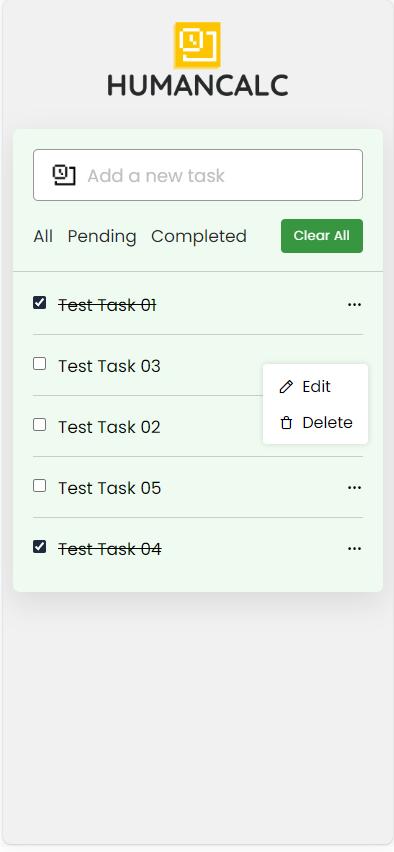 HUMANCALC
Add a new task
All Pending Completed Clear All
Test Task 01
Test Task 03
Edit
Test Task 02
Delete
Test Task 05
Test Task 04